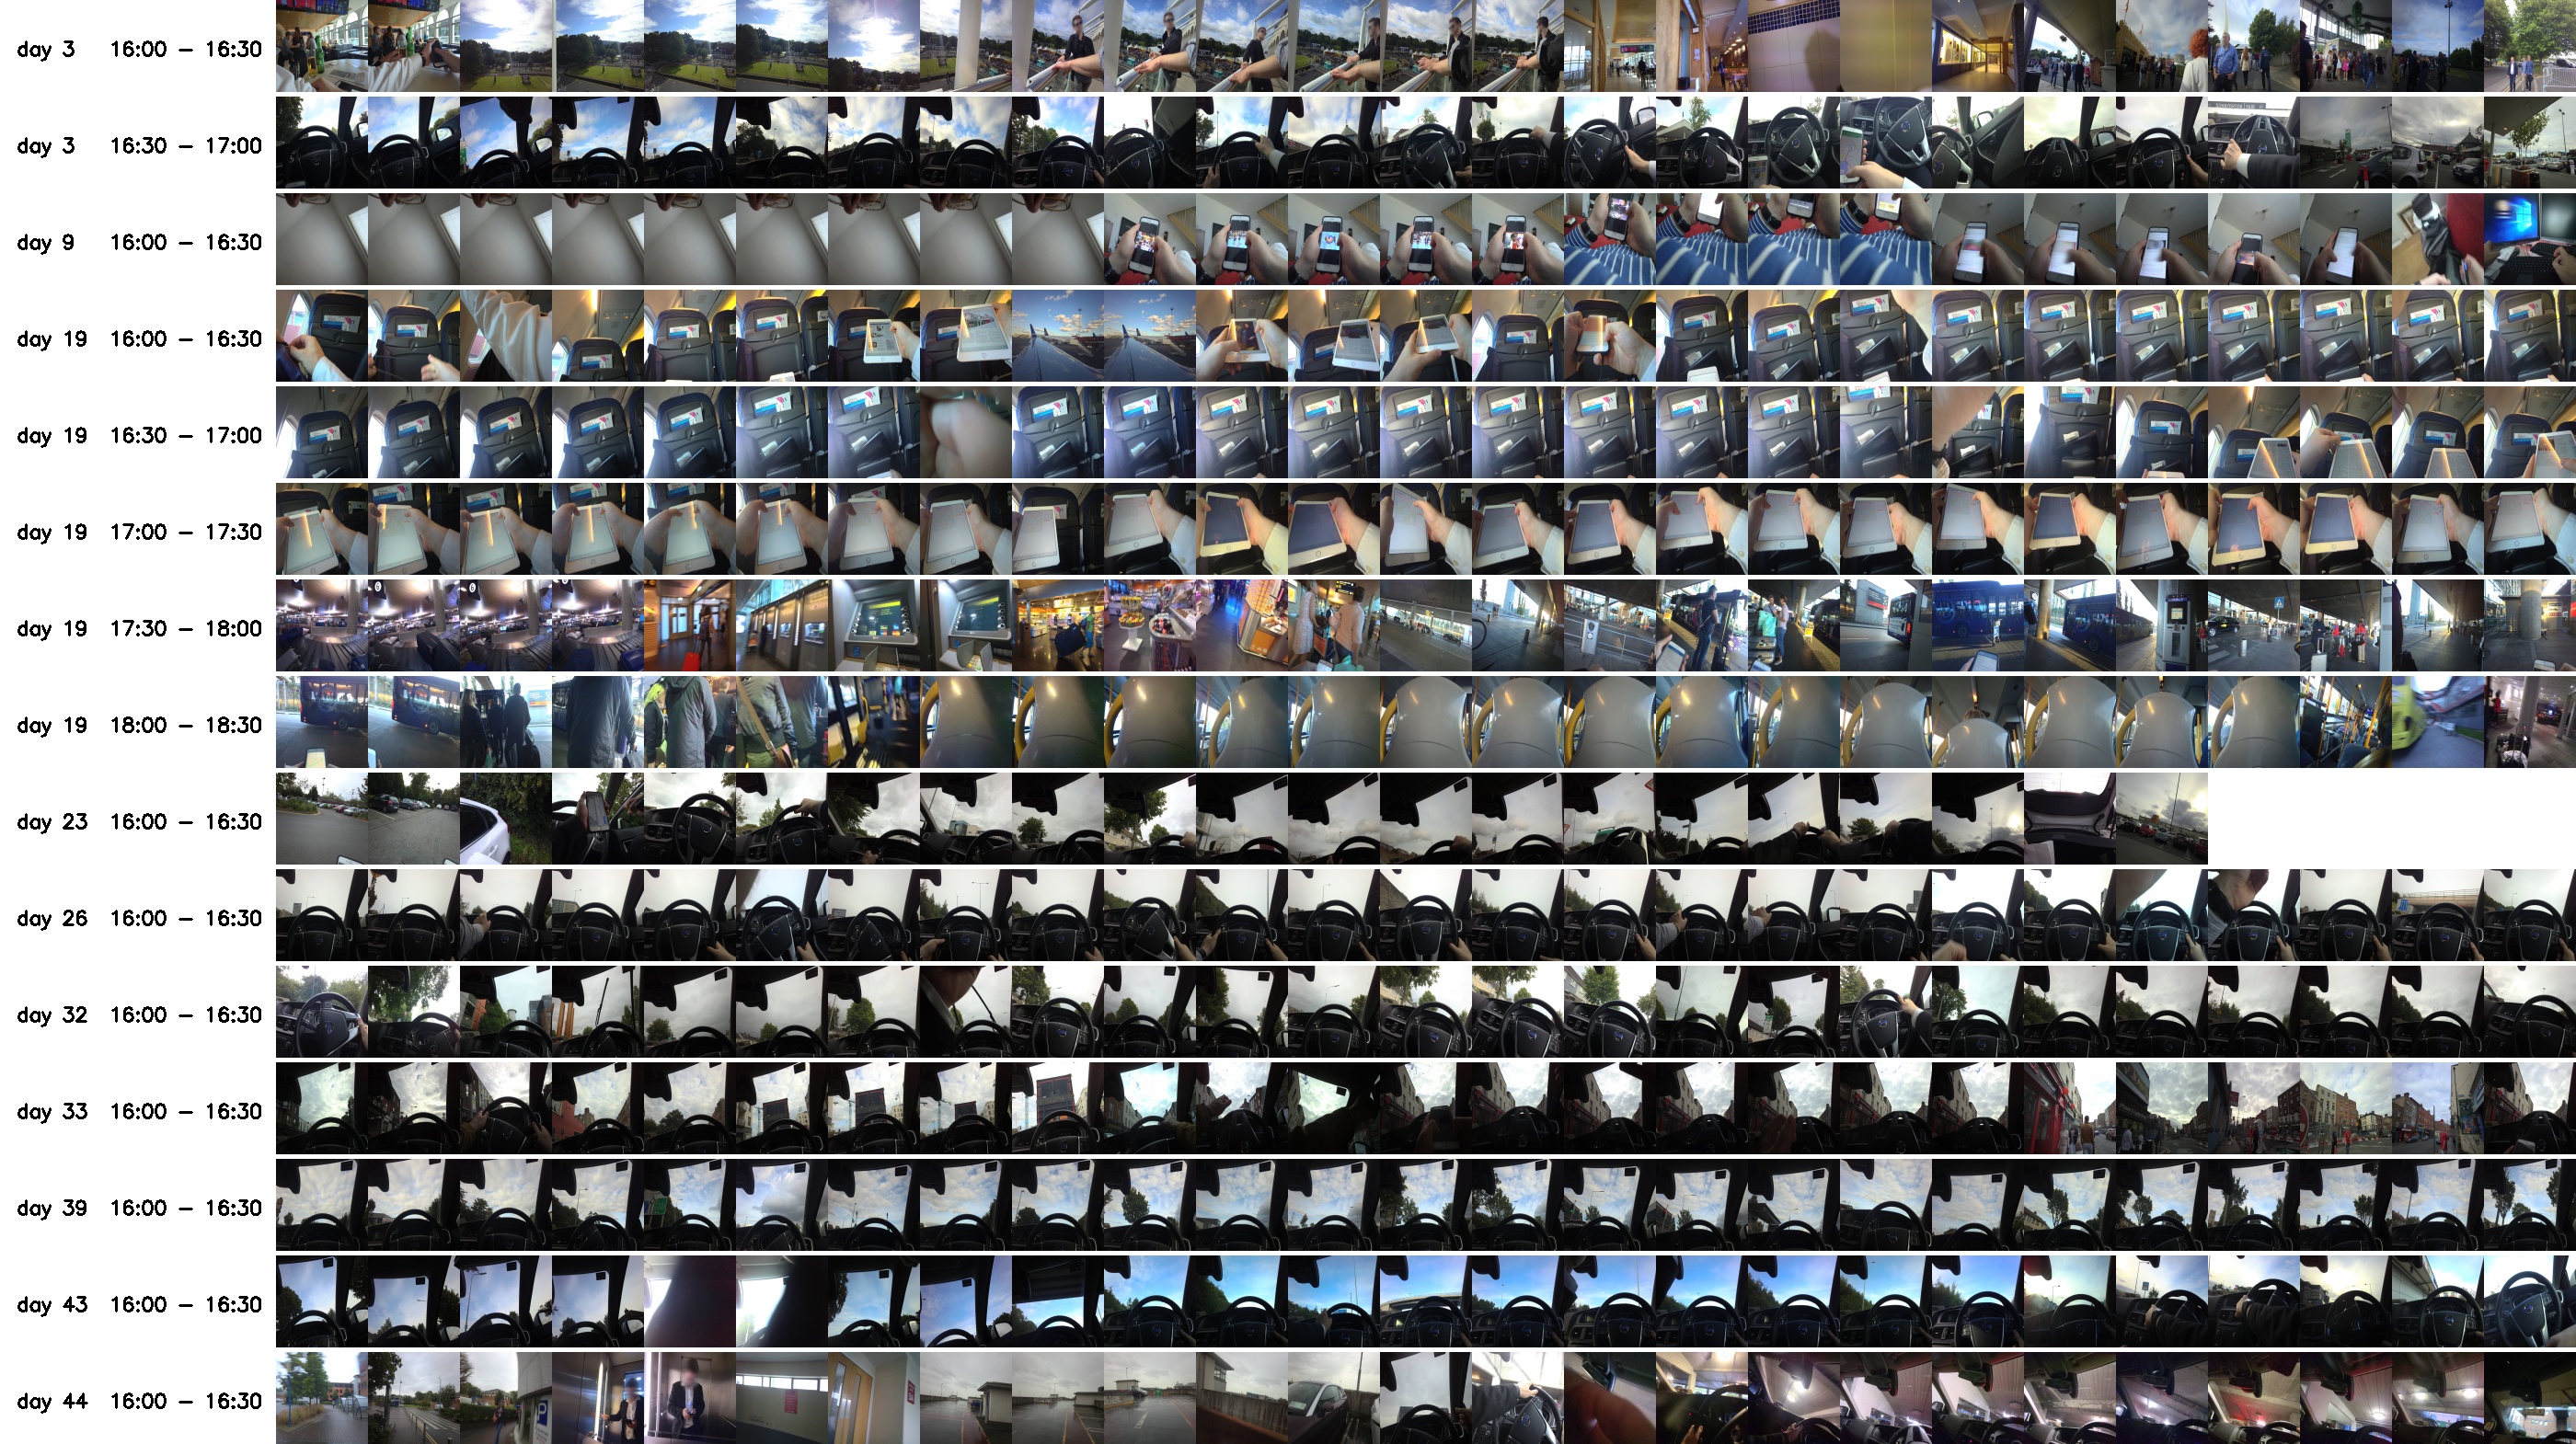 day 3 16:00 - 16:30
day 3 16:30 - 17:00
day 9 16:00 - 16:30
day 19 16:00 - 16:30
day 19 16:30 - 17:00
day 19 17:00 - 17:30
day 19 17:30 - 18:00
day 19 18:00 - 18:30
day 23 16:00 - 16:30
day 26 16:00 - 16:30
day 32 16:00 - 16:30
day 33 16:00 - 16:30
day 39 16:00 - 16:30
day 43 16:00 - 16:30
day 44 16:00 - 16:30